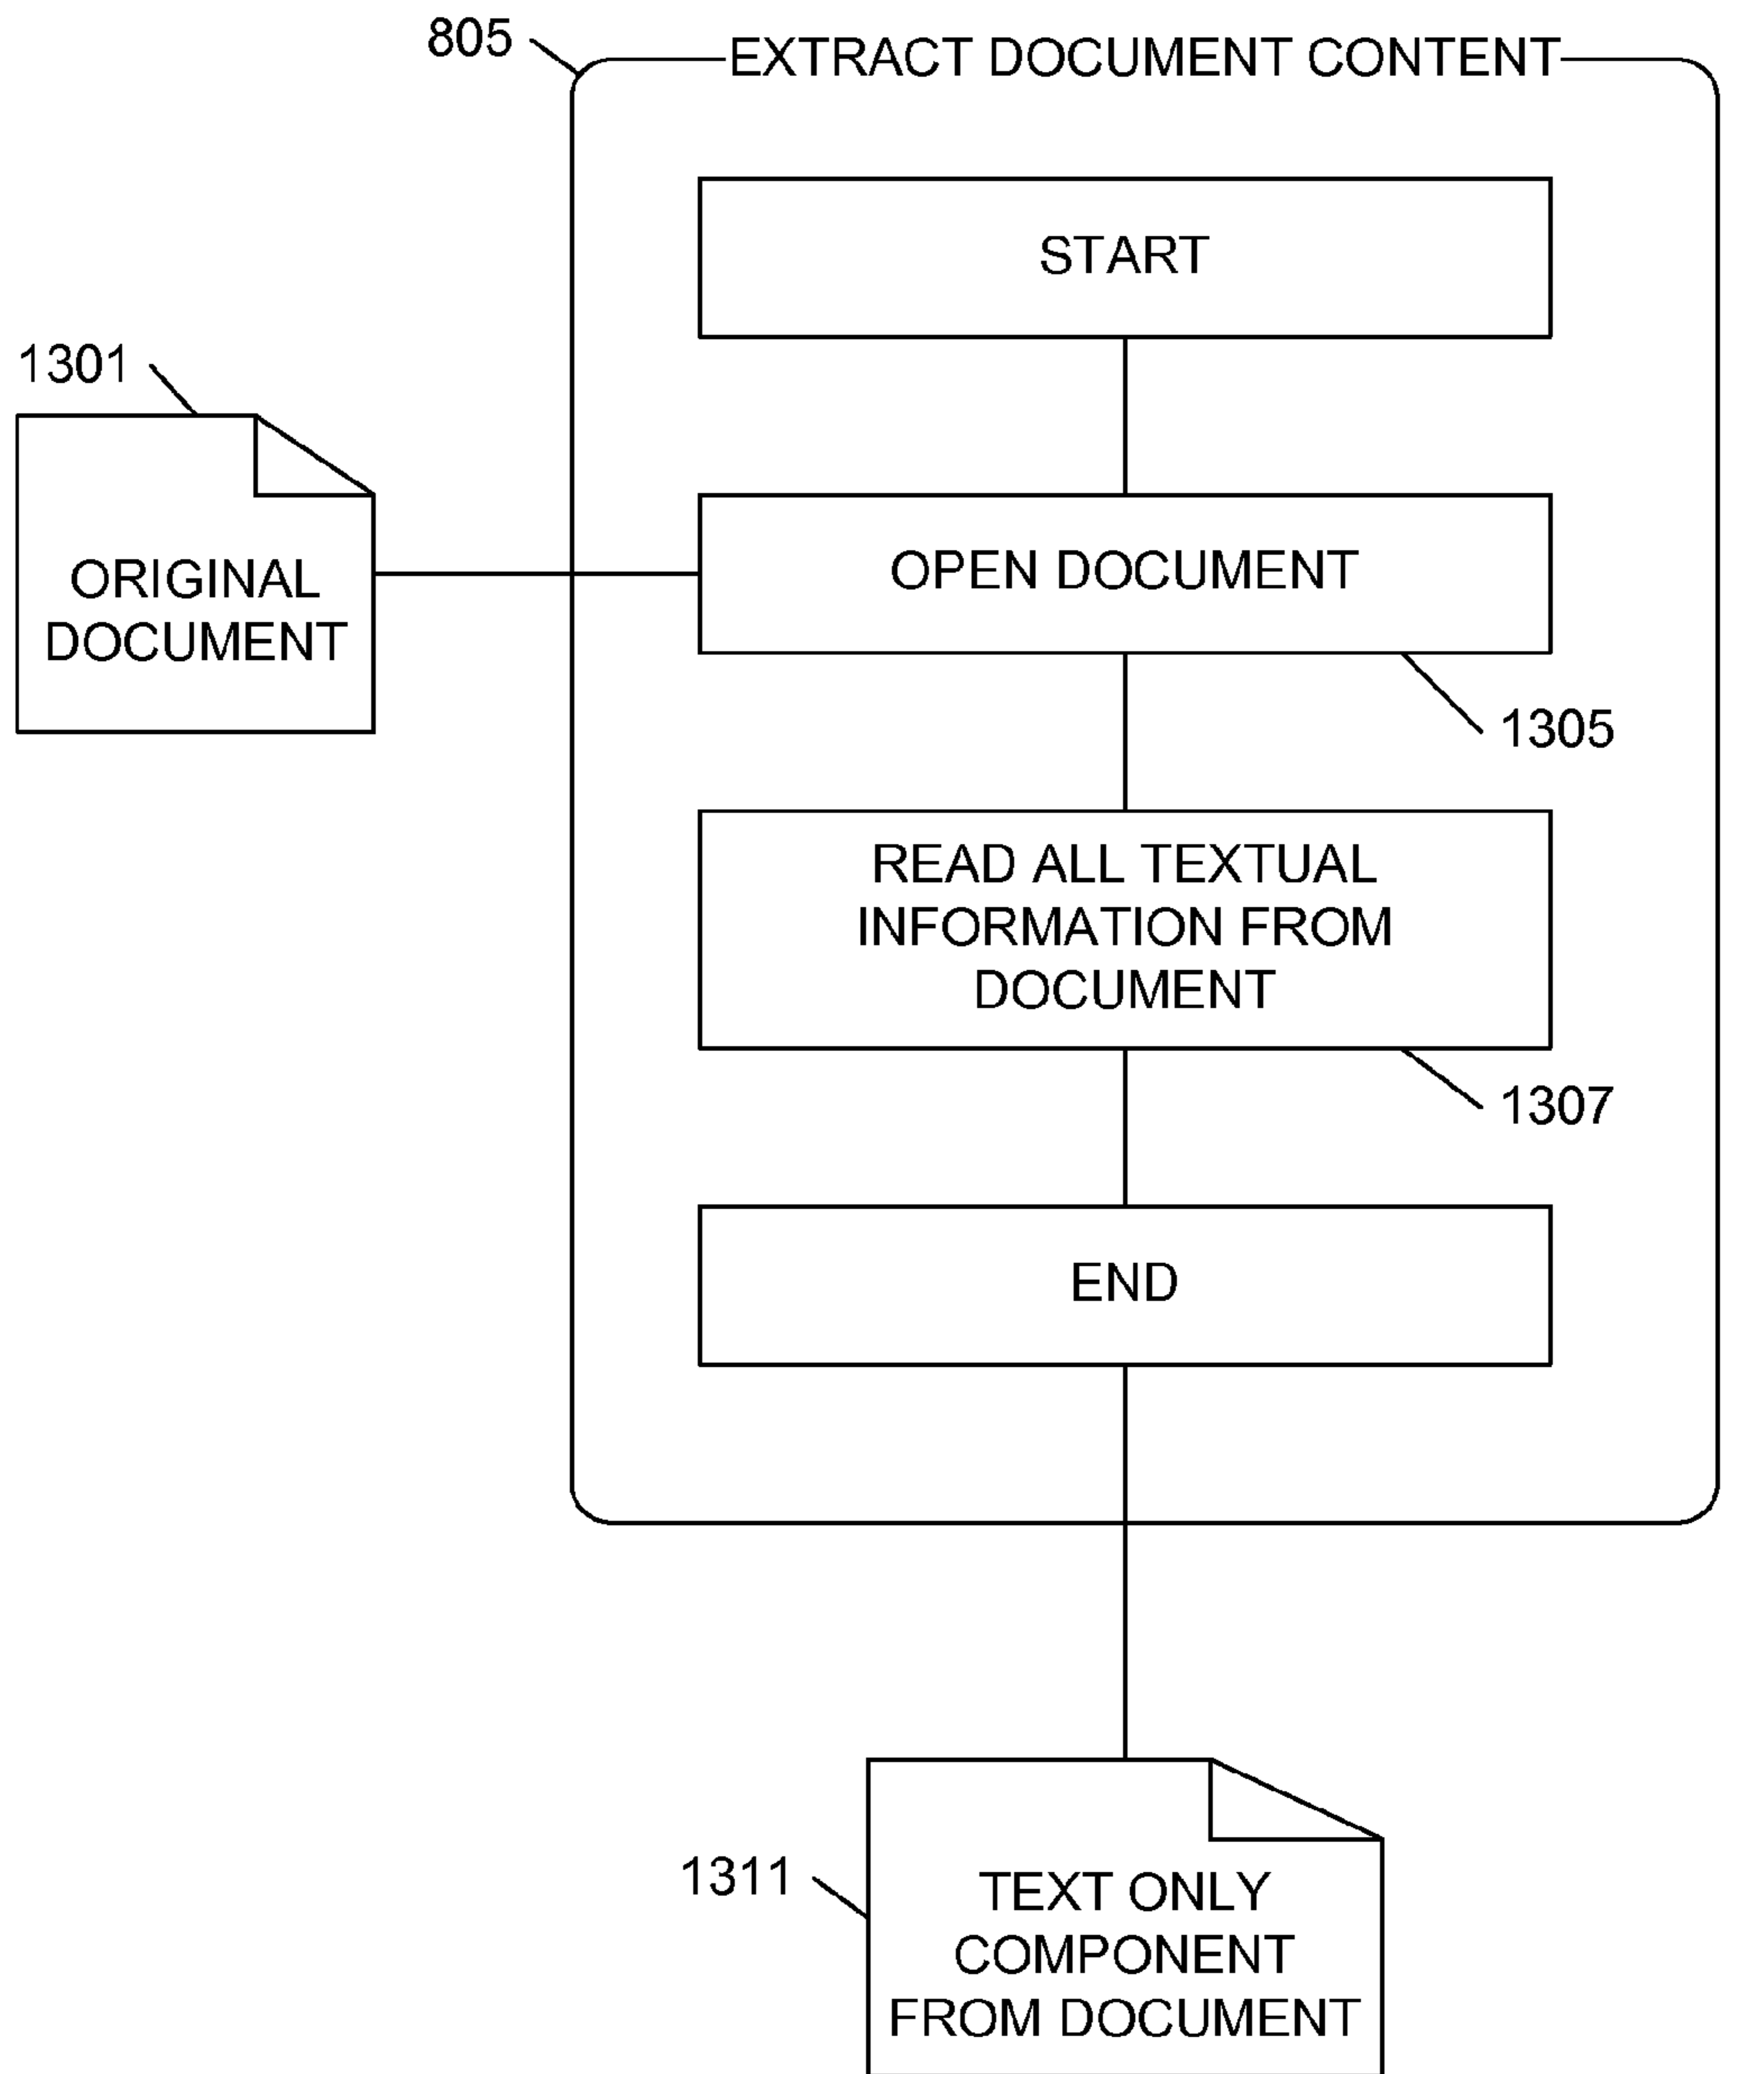 805
EXTRACT DOCUMENT CONTENT
START
1301
ORIGINAL
DOCUMENT
OPEN DOCUMENT
1305
READ ALL TEXTUAL
INFORMATION FROM
DOCUMENT
1307
END
1311
TEXT ONLY
COMPONENT
FROM DOCUMENT